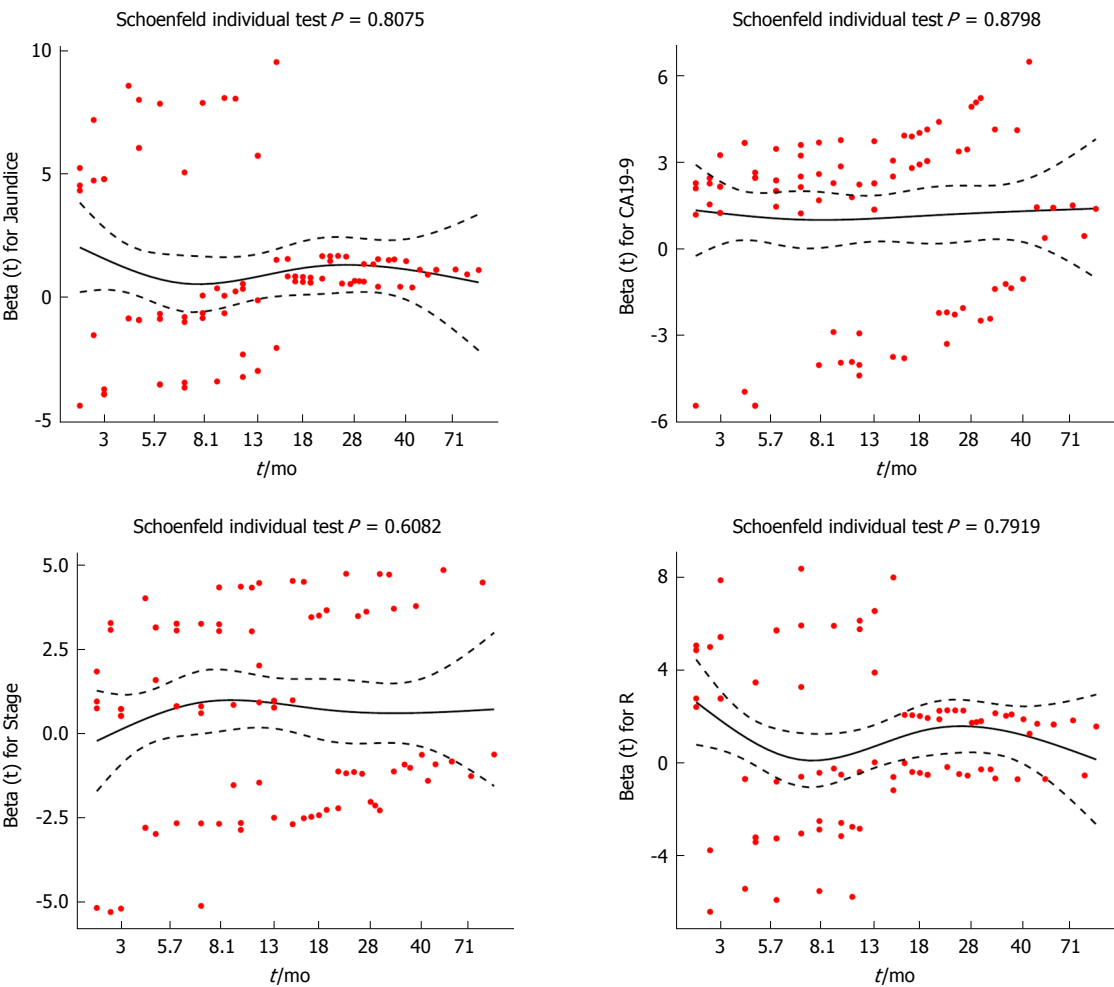 Schoenfeld individual test P = 0.8075
Beta (t) for Jaundice
10
5
0
-5
3 5.7 8.1 13 18 28 40 71
t/mo
Schoenfeld individual test P = 0.8798
Beta (t) for CA19-9
6
3
0
-3
-6
3 5.7 8.1 13 18 28 40 71
t/mo
Schoenfeld individual test P = 0.6082
Beta (t) for Stage
5.0
2.5
0.0
-2.5
-5.0
3 5.7 8.1 13 18 28 40 71
t/mo
Schoenfeld individual test P = 0.7919
Beta (t) for R
8
4
0
-4
3 5.7 8.1 13 18 28 40 71
t/mo